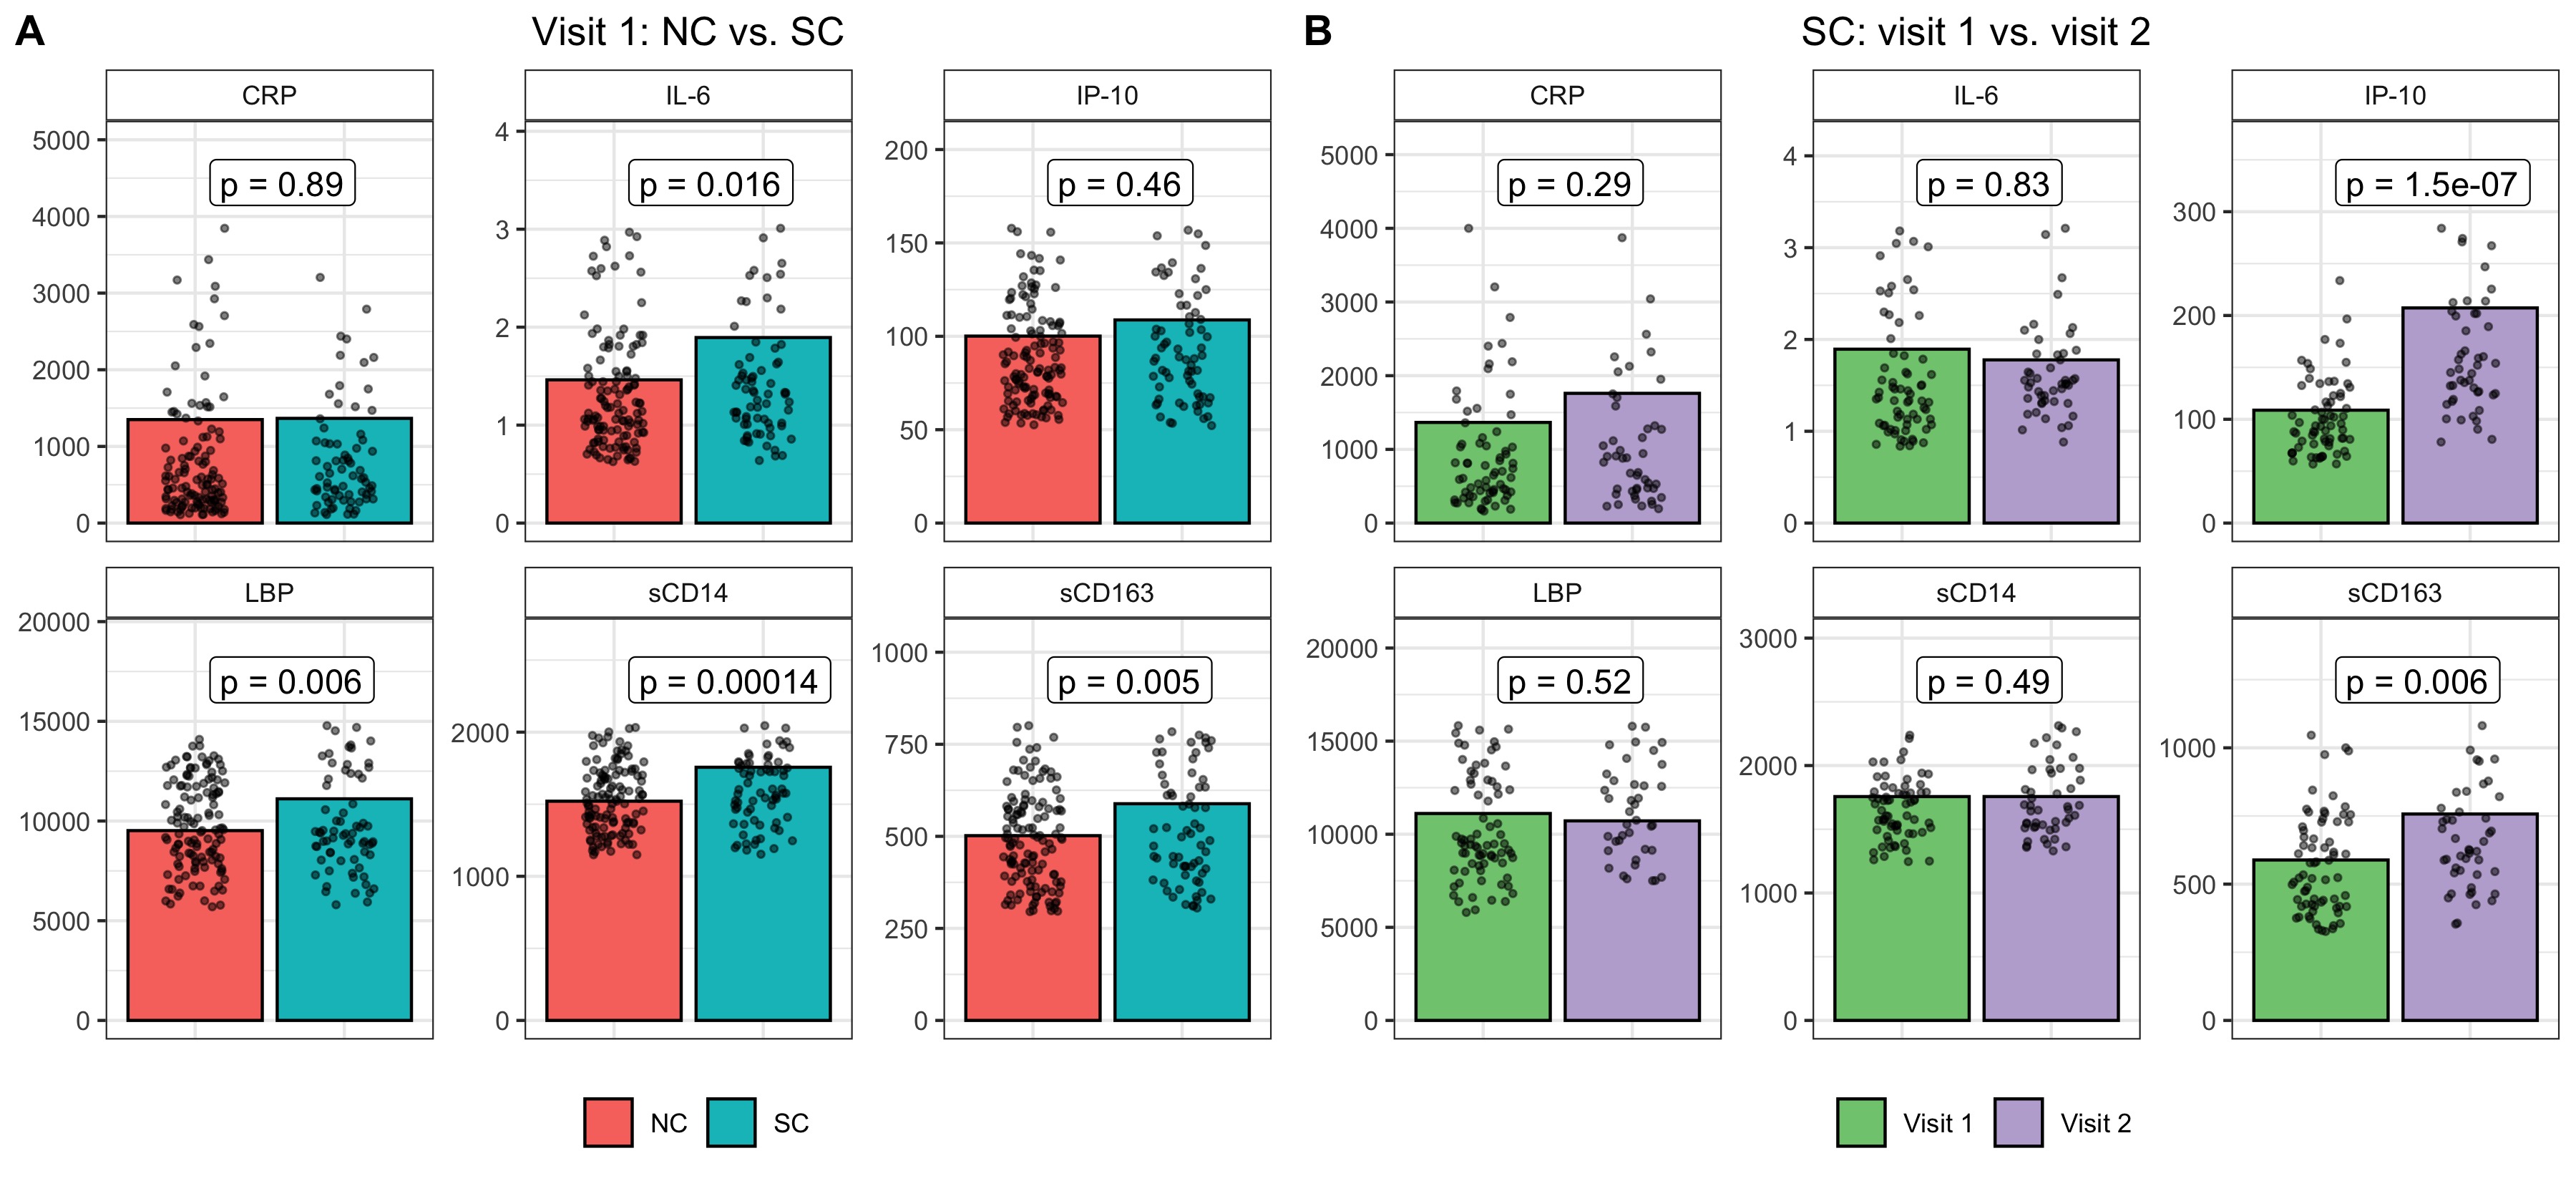 A
Visit 1: NC vs. SC
CRP
5000
4000
3000
2000
1000
0
p = 0.89
IL-6
4
3
2
1
0
p = 0.016
IP-10
200
150
100
50
0
p = 0.46
LBP
20000
15000
10000
5000
0
p = 0.006
sCD14
2000
1000
0
p = 0.00014
sCD163
1000
750
500
250
0
p = 0.005
NC
SC
B
SC: visit 1 vs. visit 2
CRP
5000
4000
3000
2000
1000
0
p = 0.29
IL-6
4
3
2
1
0
p = 0.83
IP-10
300
200
100
0
p = 1.5e-07
LBP
20000
15000
10000
5000
0
p = 0.52
sCD14
3000
2000
1000
0
p = 0.49
sCD163
1000
500
0
p = 0.006
Visit 1
Visit 2